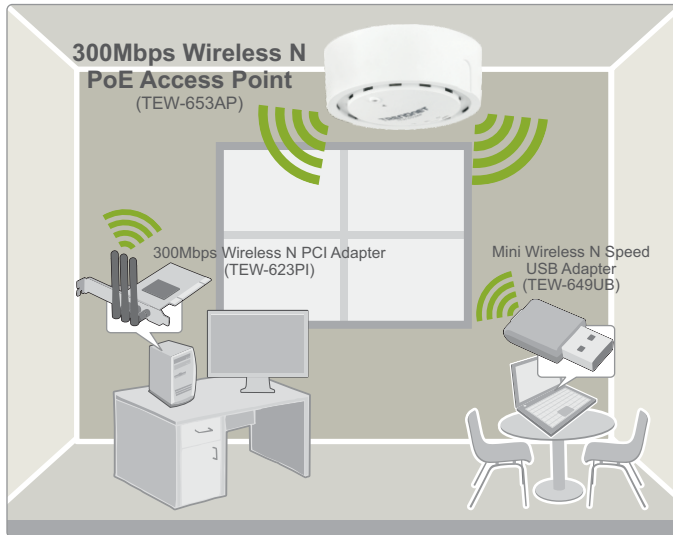 300Mbps Wireless N
PoE Access Point
(TEW-653AP)
TRENDNET
300Mbps Wireless N PCI Adapter
(TEW-623PI)
Mini Wireless N Speed
USB Adapter
(TEW-649UB)